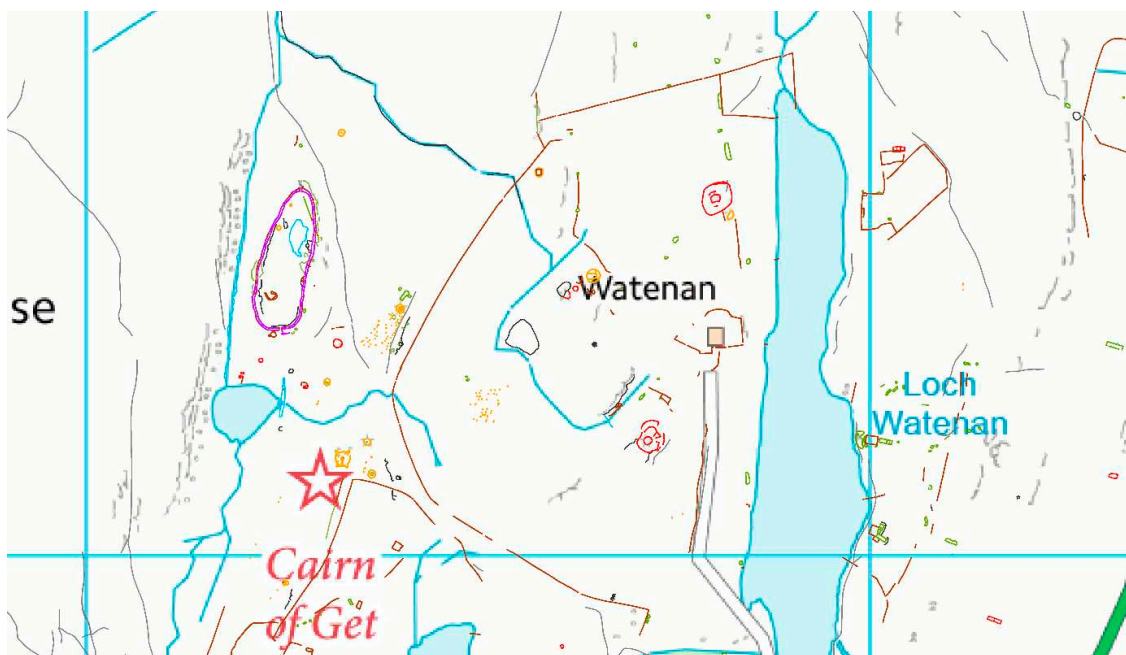 Watenan
se
Loch
Watenan
Cairn
of Get